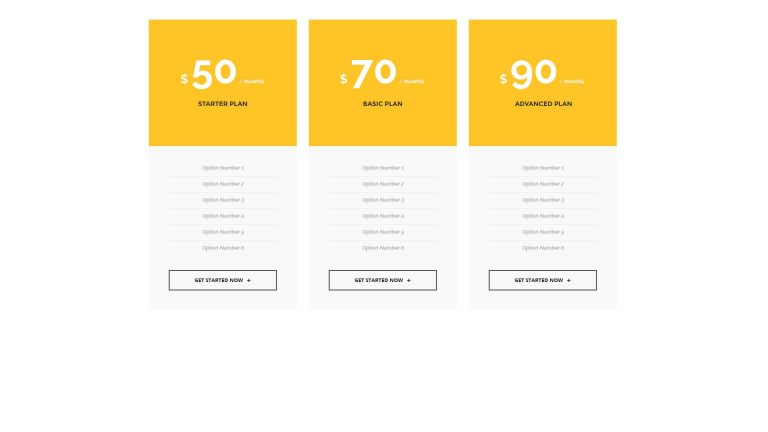 $ 50 / Monthly
STARTER PLAN
Option Number 1
Option Number 2
Option Number 3
Option Number 4
Option Number 5
Option Number 6
GET STARTED NOW +
$ 70 / Monthly
BASIC PLAN
Option Number 1
Option Number 2
Option Number 3
Option Number 4
Option Number 5
Option Number 6
GET STARTED NOW +
$ 90 / Monthly
ADVANCED PLAN
Option Number 1
Option Number 2
Option Number 3
Option Number 4
Option Number 5
Option Number 6
GET STARTED NOW +